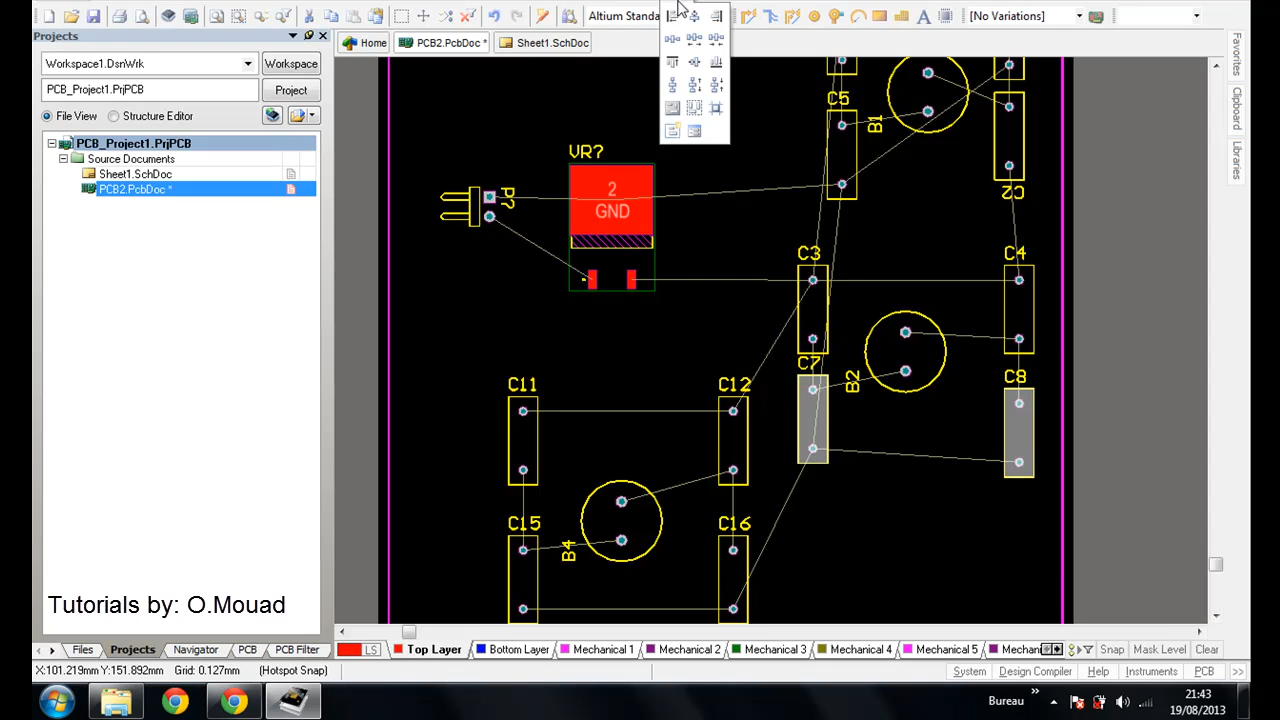 Altium Standa
[No Variations]
Projects
Home
PCB2.PcbDoc *
Sheet1.SchDoc
Workspace1.DsnWrk
Workspace
PCB_Project1.PrjPCB
Project
File View
Structure Editor
PCB_Project1.PrjPCB
Source Documents
Sheet1.SchDoc
PCB2.PcbDoc *
Favorites
Clipboard
Libraries
C5
B1
C2
VR?
2
GND
P?
C3
C4
C7
B2
C8
C11
C12
C15
B4
C16
Tutorials by: O.Mouad
Files
Projects
Navigator
PCB
PCB Filter
LS
Top Layer
Bottom Layer
Mechanical 1
Mechanical 2
Mechanical 3
Mechanical 4
Mechanical 5
Mechan
Snap
Mask Level
Clear
X:101.219mm Y:151.892mm Grid: 0.127mm (Hotspot Snap)
System
Design Compiler
Help
Instruments
PCB
>>
Bureau
21:43
19/08/2013